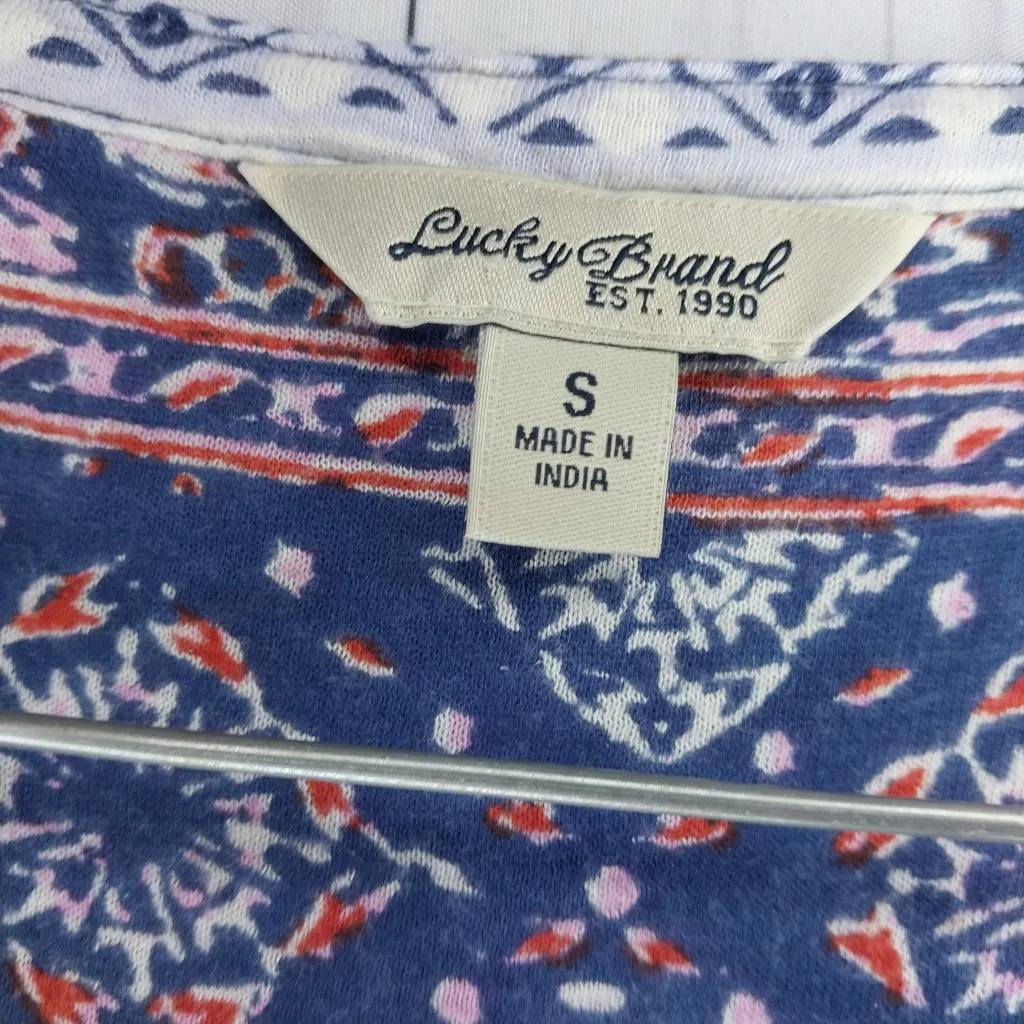 Lucky Brand
EST. 1990
S
MADE IN
INDIA